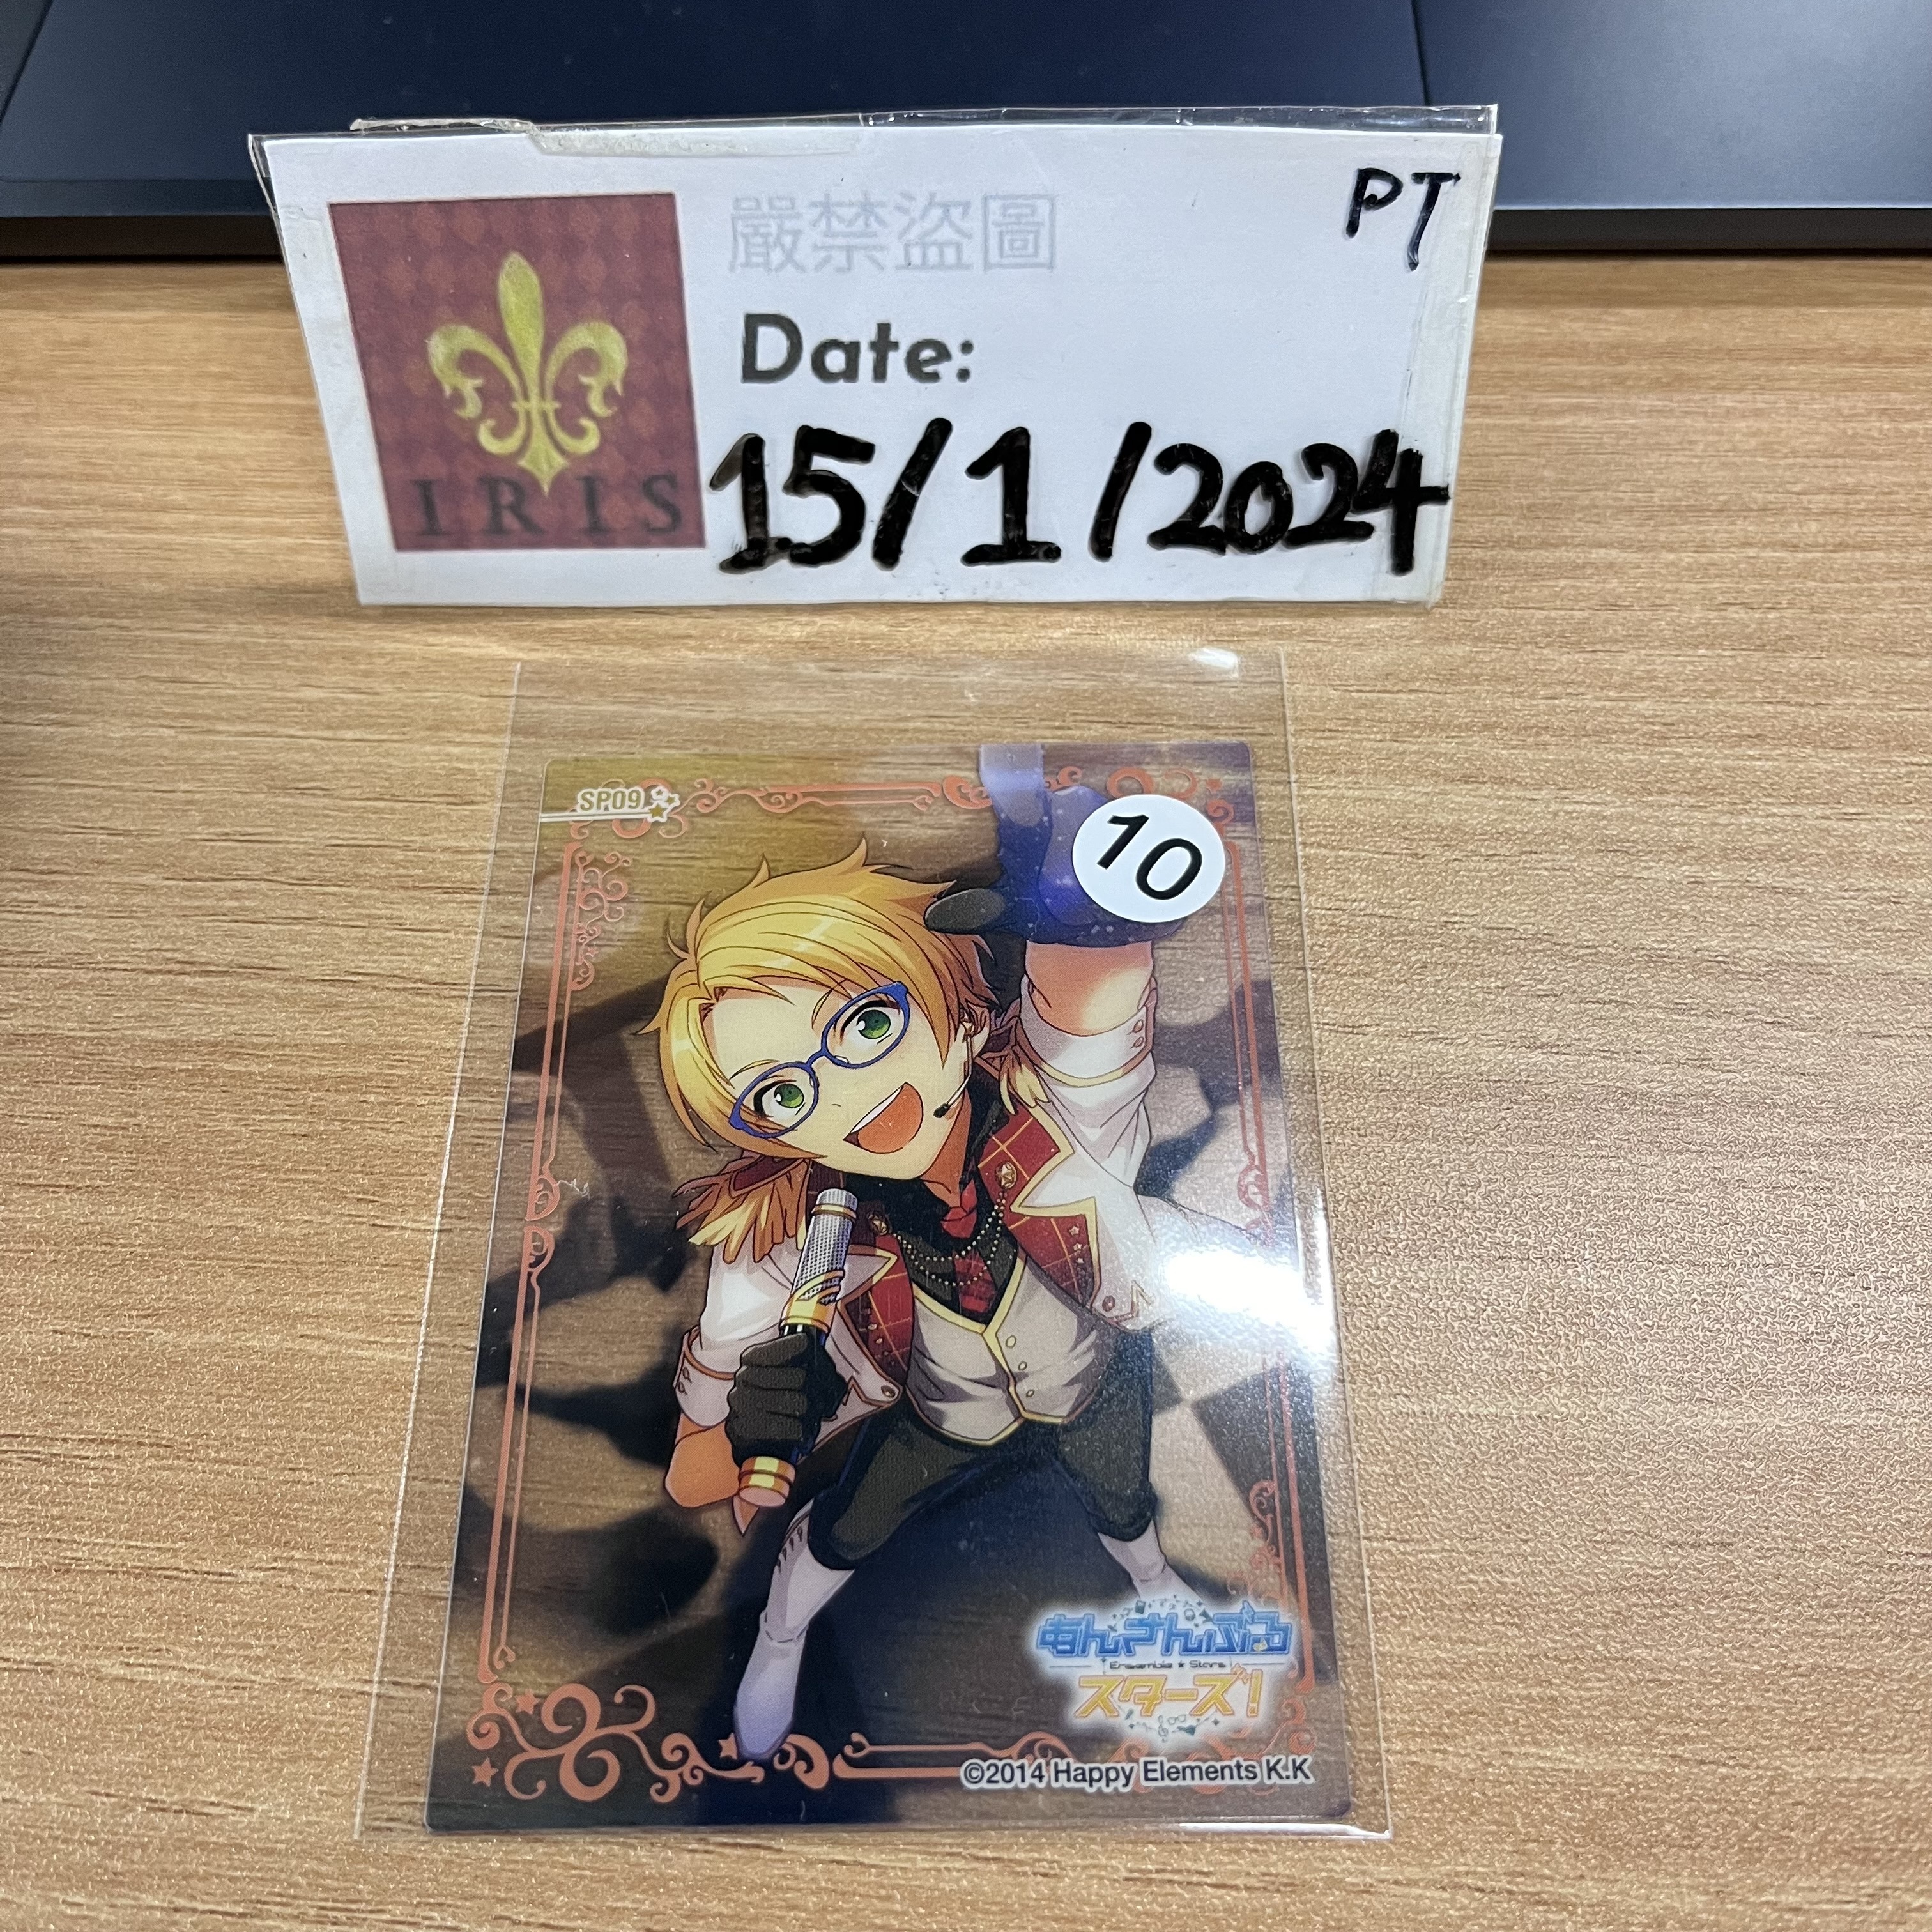 嚴禁盜圖
PT
Date:
15/1/2024
IRIS
SP09
10
あんさんぶる
Ensemble ★ Stars
スターズ!
©2014 Happy Elements K.K